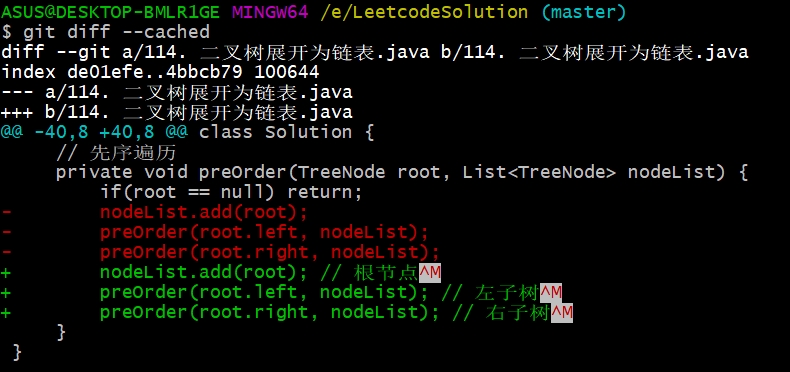 ASUS@DESKTOP-BMLR1GE MINGW64 /e/LeetcodeSolution (master)
$ git diff --cached
diff --git a/114. 二叉树展开为链表.java b/114. 二叉树展开为链表.java
index de01efe..4bbcb79 100644
--- a/114. 二叉树展开为链表.java
+++ b/114. 二叉树展开为链表.java
@@ -40,8 +40,8 @@ class Solution {
     // 先序遍历
     private void preOrder(TreeNode root, List<TreeNode> nodeList) {
         if(root == null) return;
-        nodeList.add(root);
-        preOrder(root.left, nodeList);
-        preOrder(root.right, nodeList);
+        nodeList.add(root); // 根节点^M
+        preOrder(root.left, nodeList); // 左子树^M
+        preOrder(root.right, nodeList); // 右子树^M
     }
 }